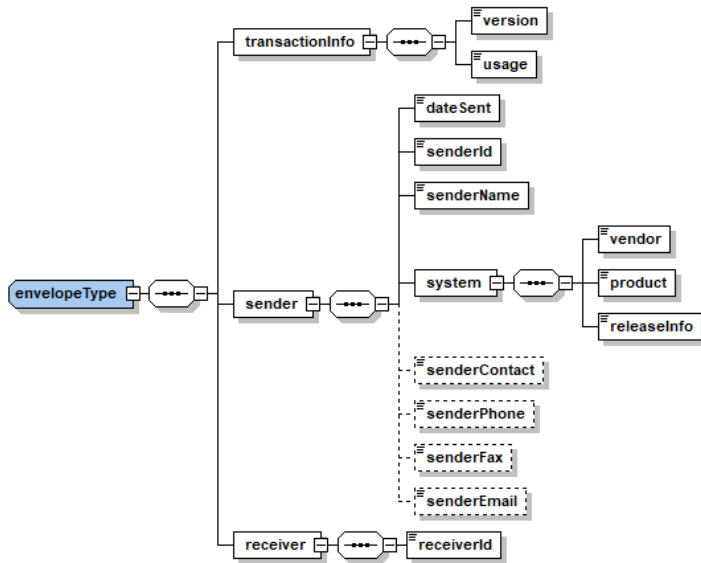 version
transactionInfo
usage
dateSent
senderId
senderName
vendor
system
product
envelopeType
sender
releaseInfo
senderContact
senderPhone
senderFax
senderEmail
receiver
receiverId